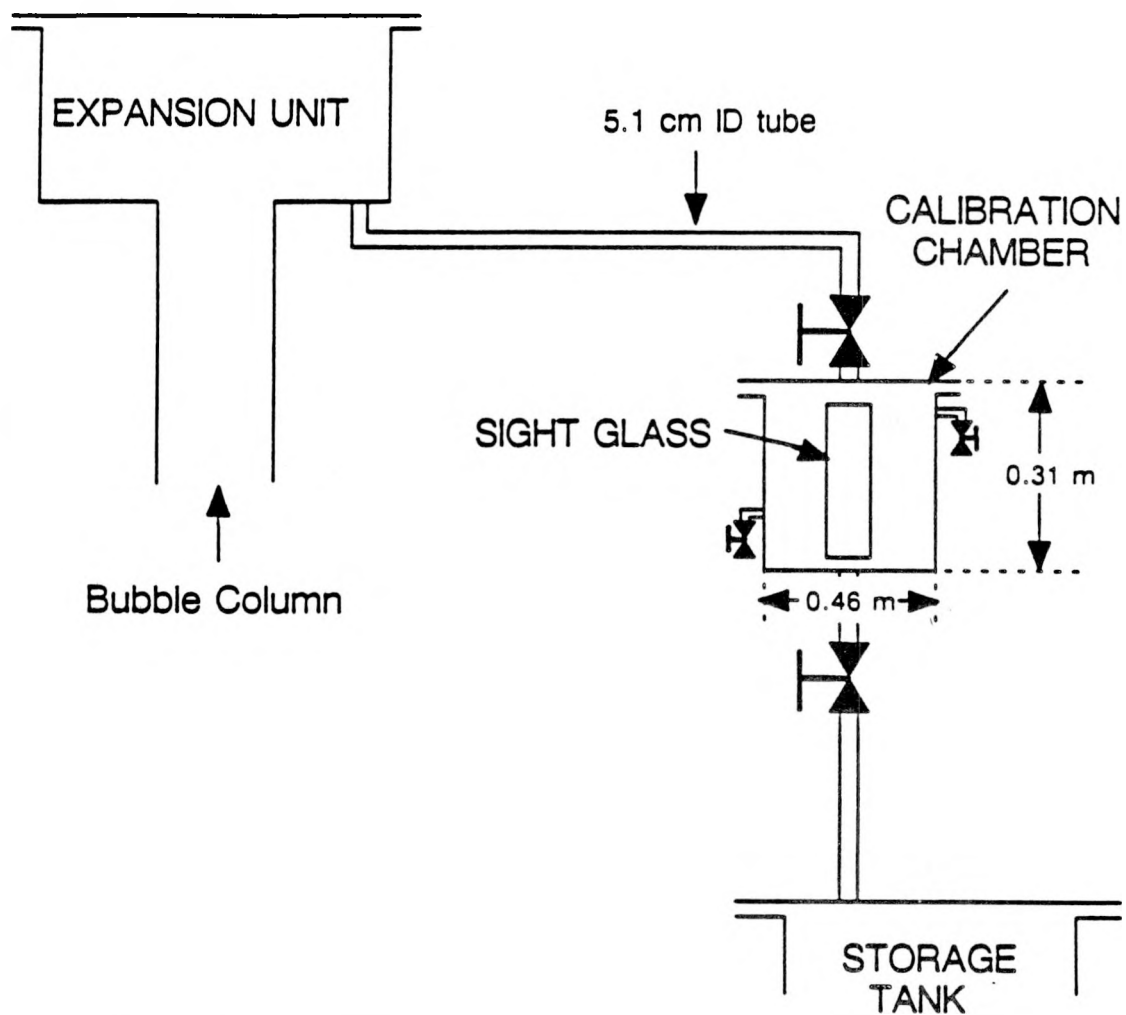 EXPANSION UNIT
5.1 cm ID tube
CALIBRATION
CHAMBER
SIGHT GLASS
0.31 m
Bubble Column
0.46 m
STORAGE
TANK